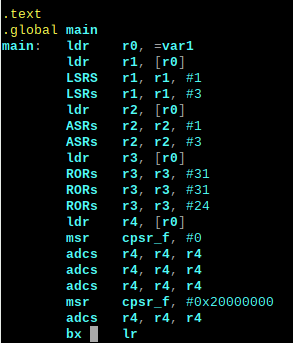 .text
.global main
main: ldr r0, =var1
ldr r1, [r0]
LSRS r1, r1, #1
LSRs r1, r1, #3
ldr r2, [r0]
ASRs r2, r2, #1
ASRs r2, r2, #3
ldr r3, [r0]
RORs r3, r3, #31
RORs r3, r3, #31
RORs r3, r3, #24
ldr r4, [r0]
msr cpsr_f, #0
adcs r4, r4, r4
adcs r4, r4, r4
adcs r4, r4, r4
msr cpsr_f, #0x20000000
adcs r4, r4, r4
bx lr